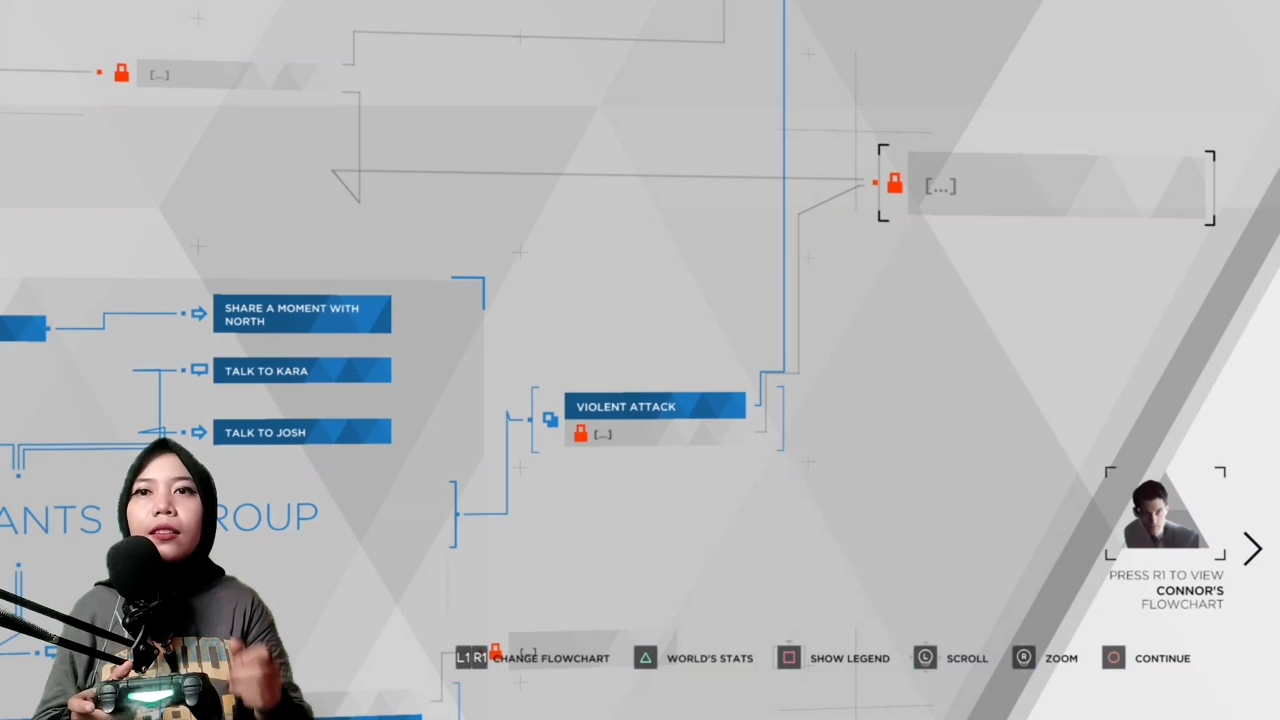 [...]
[...]
SHARE A MOMENT WITH
NORTH
TALK TO KARA
VIOLENT ATTACK
[...]
TALK TO JOSH
ANTS
ROUP
PRESS R1 TO VIEW
CONNOR'S
FLOWCHART
[...]
L1 R1 CHANGE FLOWCHART
WORLD'S STATS
SHOW LEGEND
L SCROLL
R ZOOM
CONTINUE